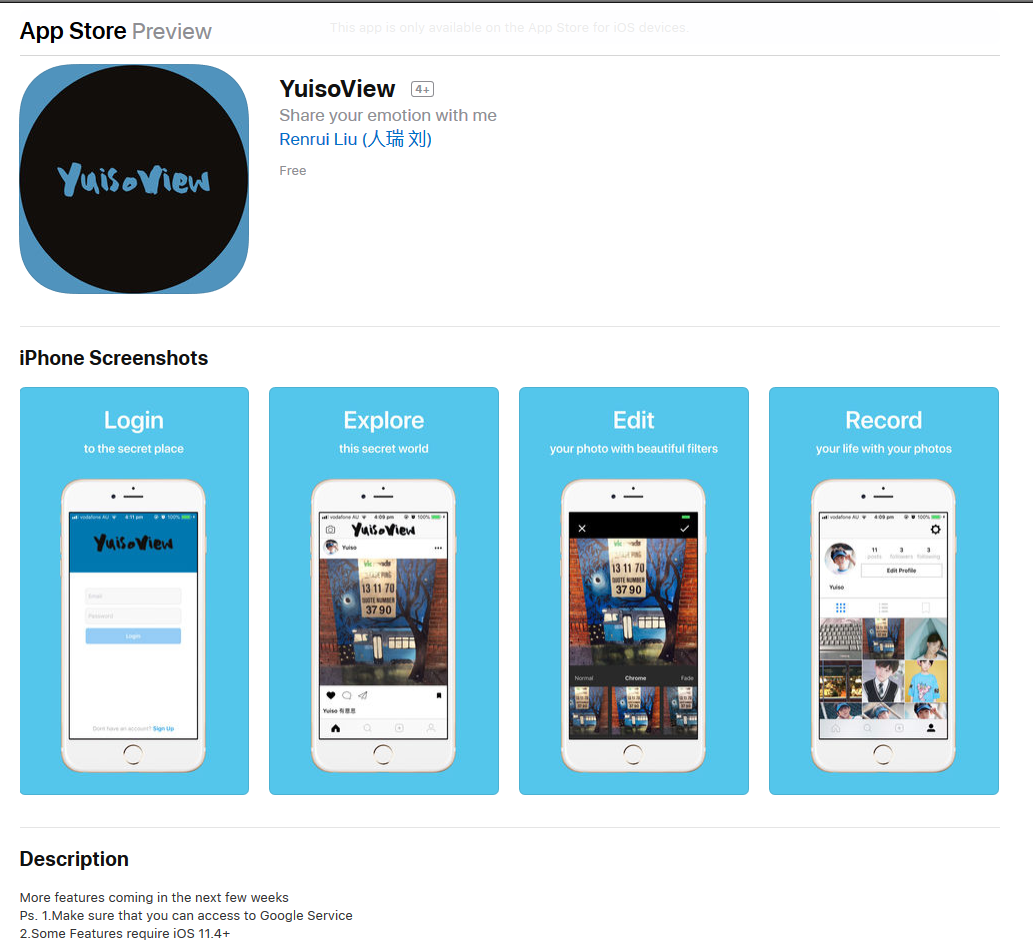 App Store Preview
This app is only available on the App Store for iOS devices.
YuisoView 4+
Share your emotion with me
Renrui Liu (人瑞 刘)
Free
YuisoView
iPhone Screenshots
Login
to the secret place
vodafone AU 4:11 pm 100%
YuisoView
Email
Password
Login
Dont have an account? Sign Up
Explore
this secret world
vodafone AU 4:09 pm 100%
YuisoView
Yuiso
13 11 70
QUOTE NUMBER
37 90
Yuiso 有意思
Edit
your photo with beautiful filters
13 11 70
QUOTE NUMBER
37 90
Normal Chrome Fade
Record
your life with your photos
vodafone AU 4:09 pm 100%
11 3 3
posts followers following
Edit Profile
Yuiso
Description
More features coming in the next few weeks
Ps. 1.Make sure that you can access to Google Service
2.Some Features require iOS 11.4+